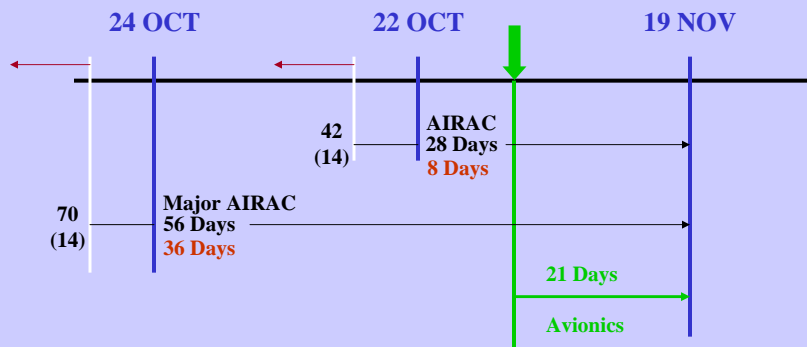 24 OCT
22 OCT
19 NOV
42
(14)
AIRAC
28 Days
8 Days
70
(14)
Major AIRAC
56 Days
36 Days
21 Days
Avionics